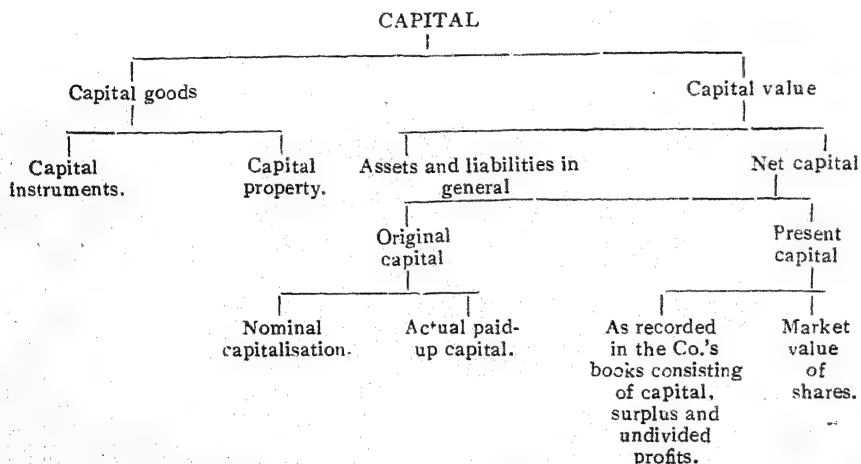 CAPITAL
Capital goods
Capital value
Capital
instruments.
Capital
property.
Assets and liabilities in
general
Net capital
Original
capital
Present
capital
Nominal
capitalisation.
Actual paid-
up capital.
As recorded
in the Co.'s
books consisting
of capital,
surplus and
undivided
profits.
Market
value
of
shares.